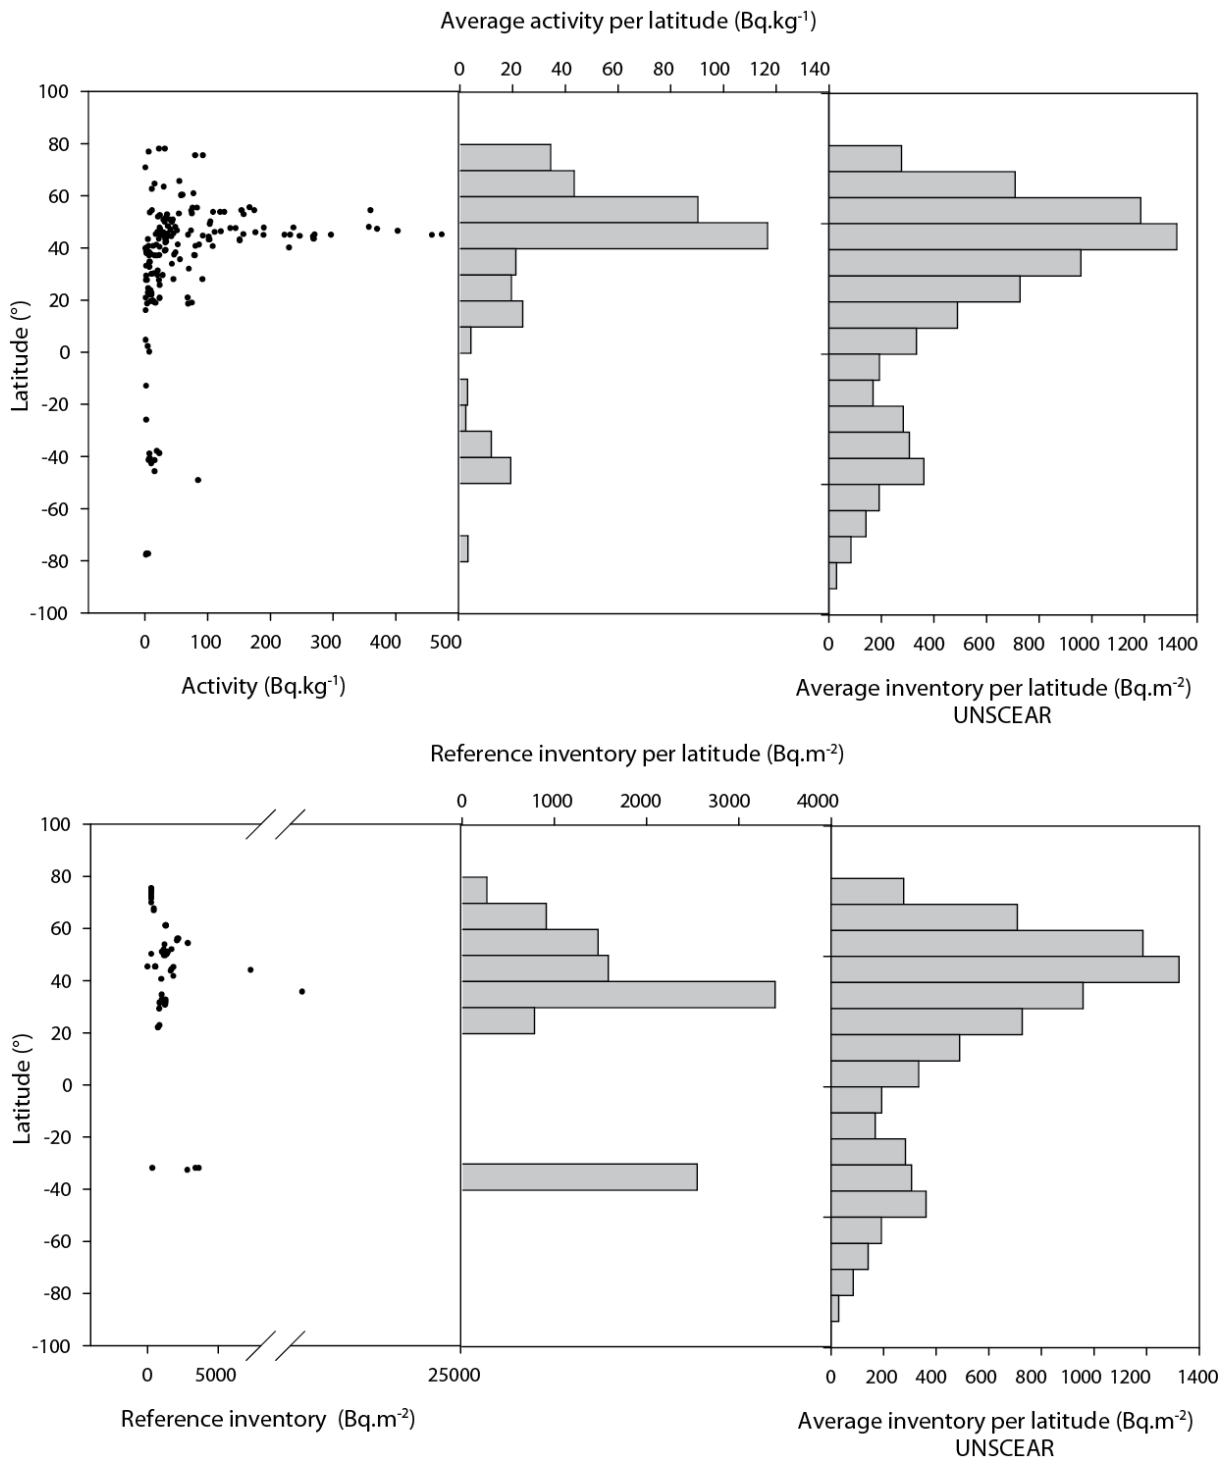 Average activity per latitude (Bq.kg-1)
0 20 40 60 80 100 120 140
100
80
60
40
20
0
-20
-40
-60
-80
-100
Latitude (°)
0 100 200 300 400 500
0 200 400 600 800 1000 1200 1400
Activity (Bq.kg-1)
Average inventory per latitude (Bq.m-2)
UNSCEAR
Reference inventory per latitude (Bq.m-2)
0 1000 2000 3000 4000
100
80
60
40
20
0
-20
-40
-60
-80
-100
Latitude (°)
0 5000 25000
0 200 400 600 800 1000 1200 1400
Reference inventory (Bq.m-2)
Average inventory per latitude (Bq.m-2)
UNSCEAR